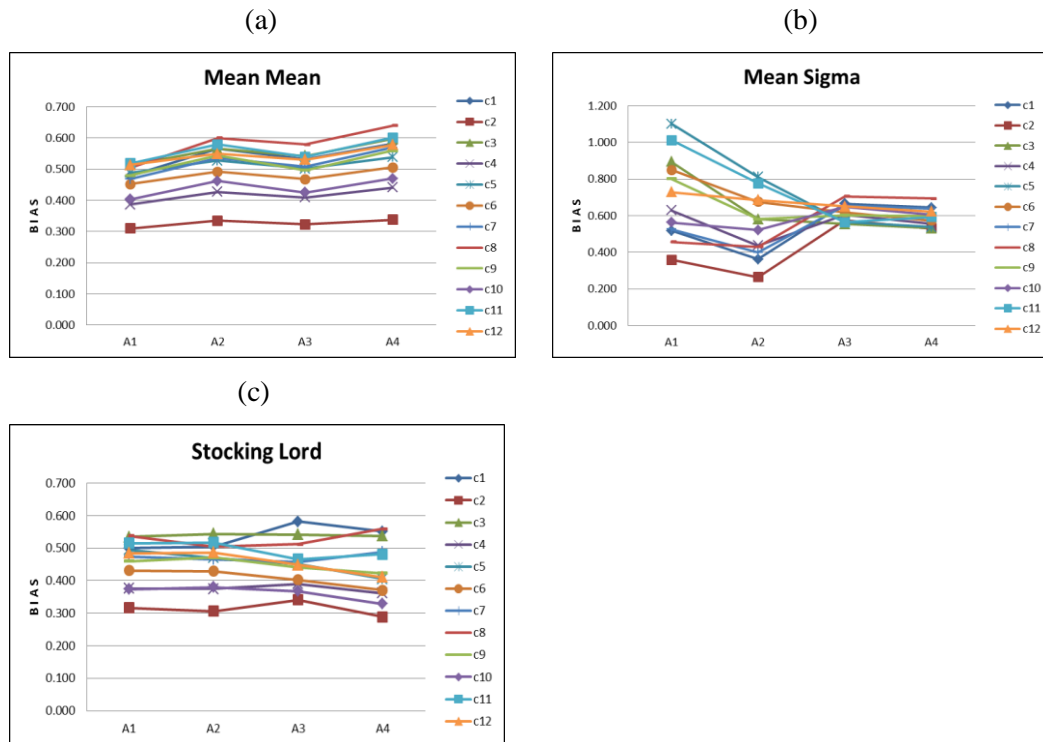 (a)
(b)
Mean Mean
0.700
0.600
0.500
0.400
0.300
0.200
0.100
0.000
BIAS
A1 A2 A3 A4
c1
c2
c3
c4
c5
c6
c7
c8
c9
c10
c11
c12
Mean Sigma
1.200
1.000
0.800
0.600
0.400
0.200
0.000
BIAS
A1 A2 A3 A4
c1
c2
c3
c4
c5
c6
c7
c8
c9
c10
c11
c12
(c)
Stocking Lord
0.700
0.600
0.500
0.400
0.300
0.200
0.100
0.000
BIAS
A1 A2 A3 A4
c1
c2
c3
c4
c5
c6
c7
c8
c9
c10
c11
c12